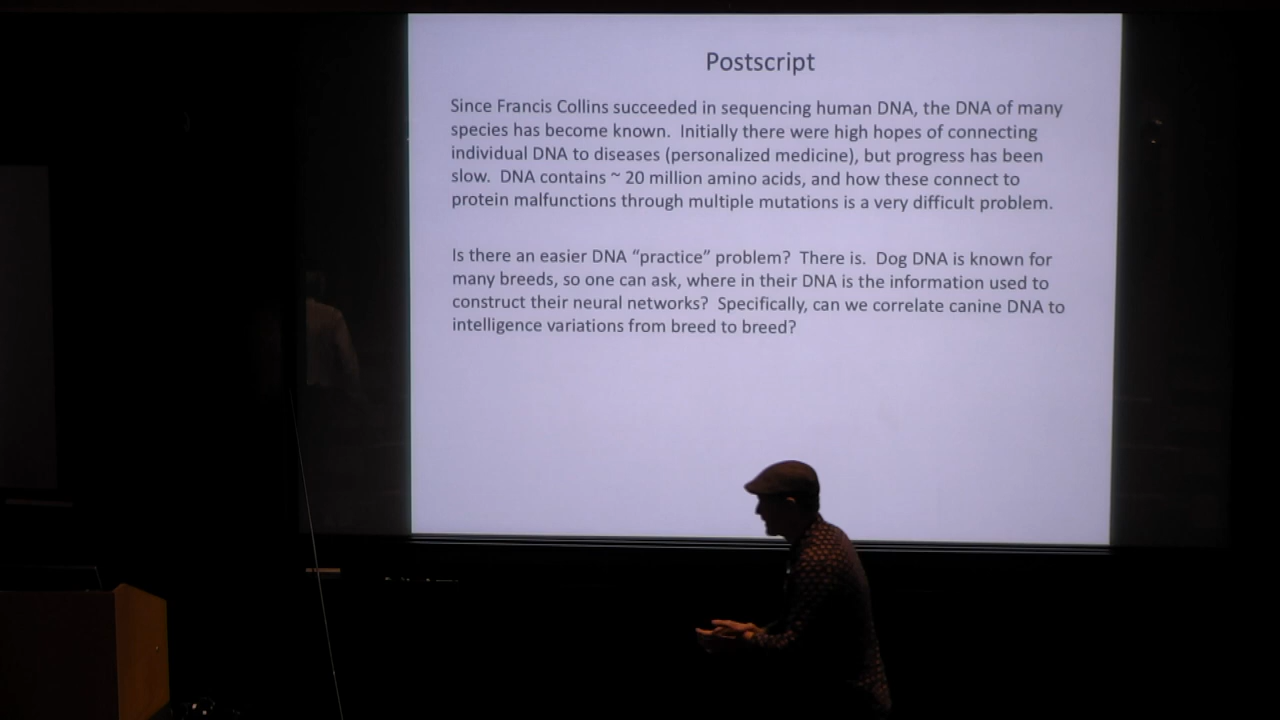 Postscript
Since Francis Collins succeeded in sequencing human DNA, the DNA of many
species has become known.  Initially there were high hopes of connecting
individual DNA to diseases (personalized medicine), but progress has been
slow.  DNA contains ~ 20 million amino acids, and how these connect to
protein malfunctions through multiple mutations is a very difficult problem.
Is there an easier DNA “practice” problem?  There is.  Dog DNA is known for
many breeds, so one can ask, where in their DNA is the information used to
construct their neural networks?  Specifically, can we correlate canine DNA to
intelligence variations from breed to breed?